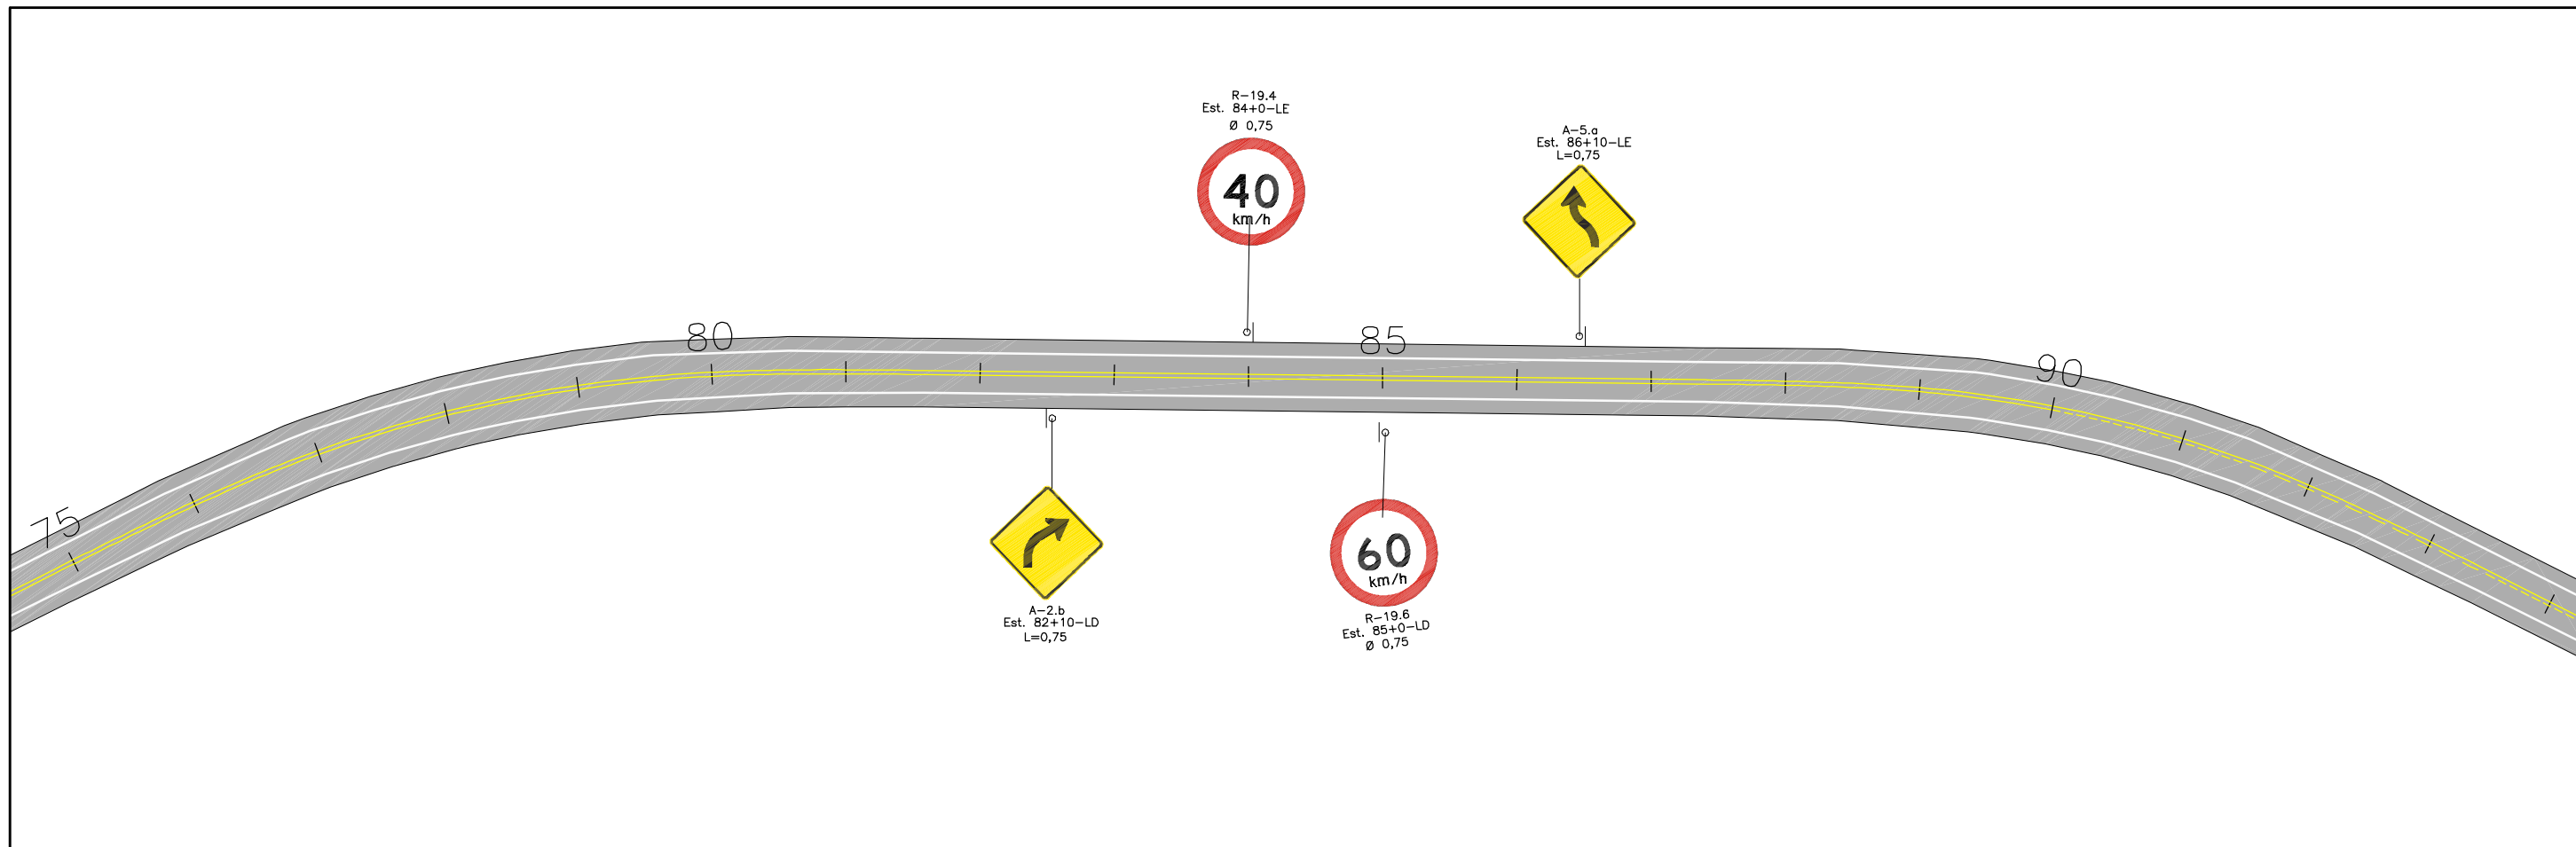 R-19.4
Est. 84+0-LE
Ø 0,75
40
km/h
A-5.a
Est. 86+10-LE
L=0,75
80
85
90
75
A-2.b
Est. 82+10-LD
L=0,75
60
km/h
R-19.6
Est. 85+0-LD
Ø 0,75